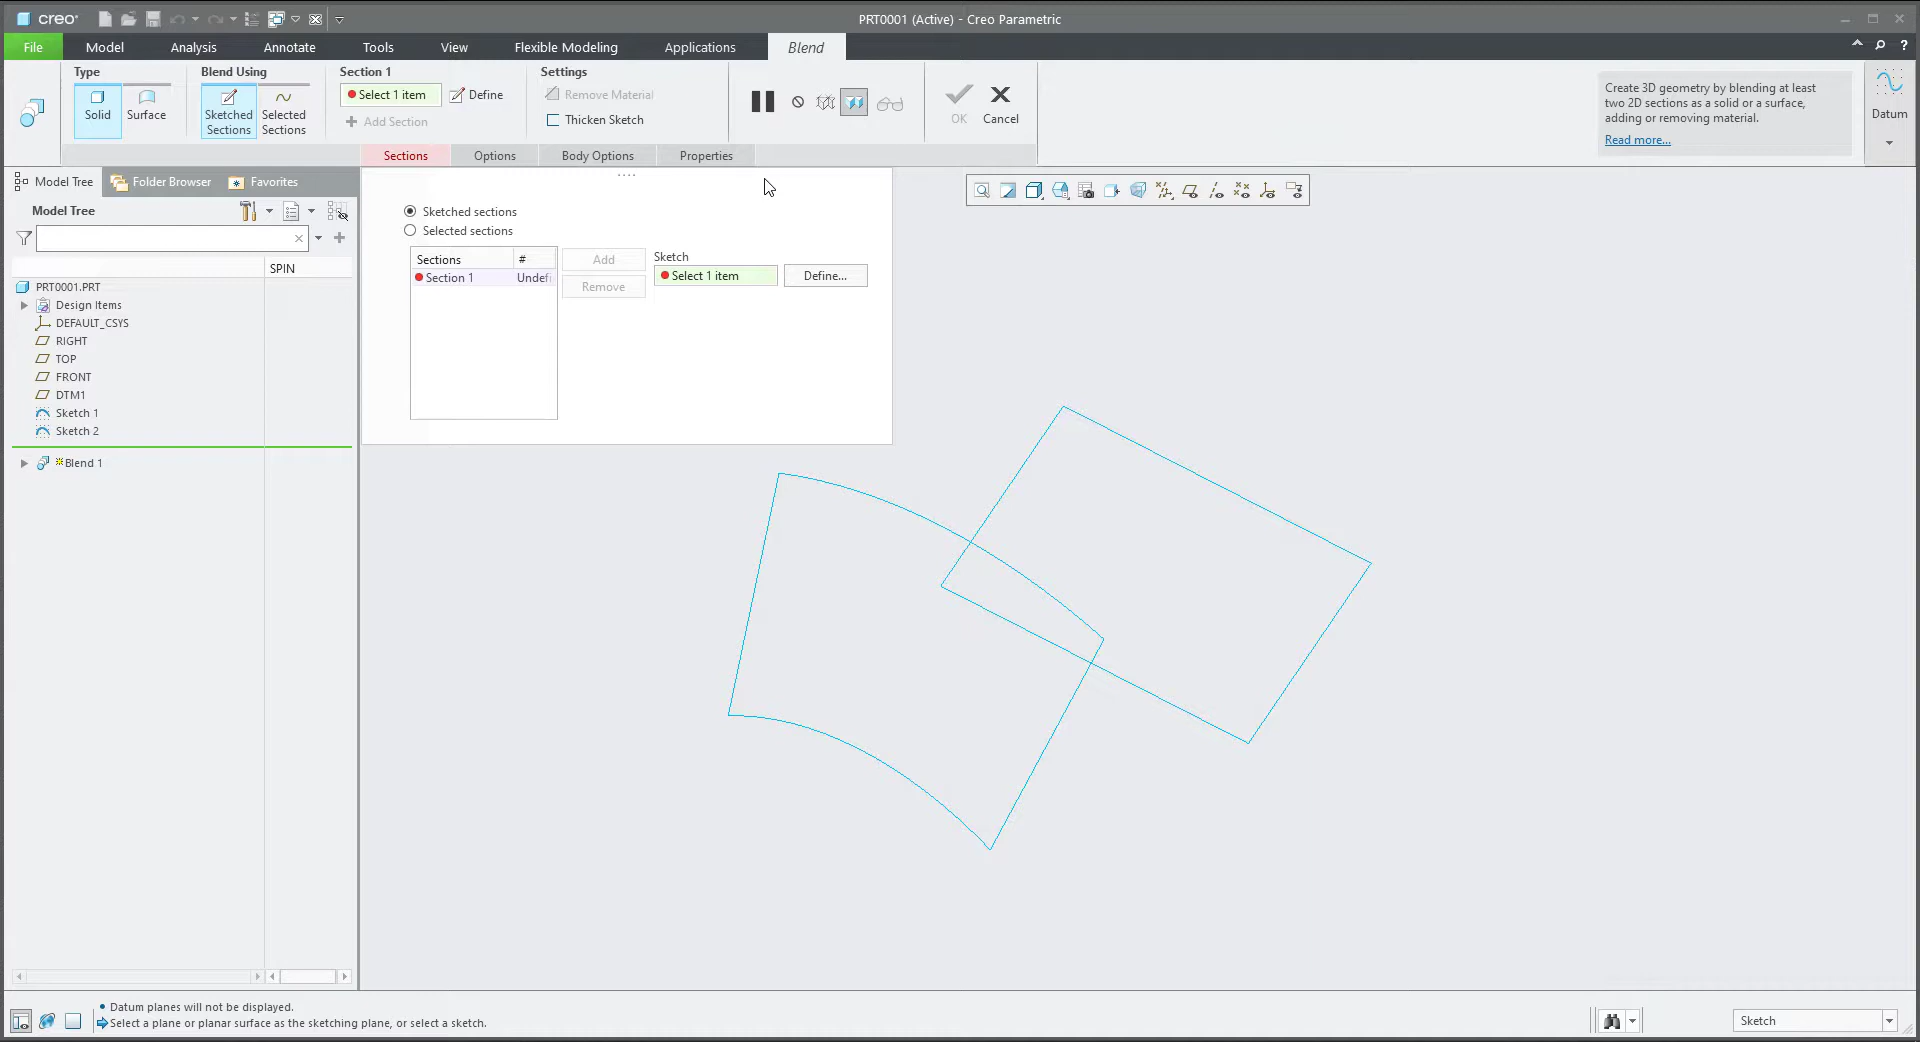 creo®
PRT0001 (Active) - Creo Parametric
File
Model
Analysis
Annotate
Tools
View
Flexible Modeling
Applications
Blend
?
Type
Solid
Surface
Blend Using
Sketched
Sections
Selected
Sections
Section 1
Select 1 item
Define
Add Section
Settings
Remove Material
Thicken Sketch
OK
Cancel
Create 3D geometry by blending at least
two 2D sections as a solid or a surface,
adding or removing material.
Read more...
Datum
Sections
Options
Body Options
Properties
Model Tree
Folder Browser
Favorites
Model Tree
SPIN
PRT0001.PRT
Design Items
DEFAULT_CSYS
RIGHT
TOP
FRONT
DTM1
Sketch 1
Sketch 2
Blend 1
Sketched sections
Selected sections
Sections
#
Section 1
Undefi
Add
Remove
Sketch
Select 1 item
Define...
Datum planes will not be displayed.
Select a plane or planar surface as the sketching plane, or select a sketch.
Sketch